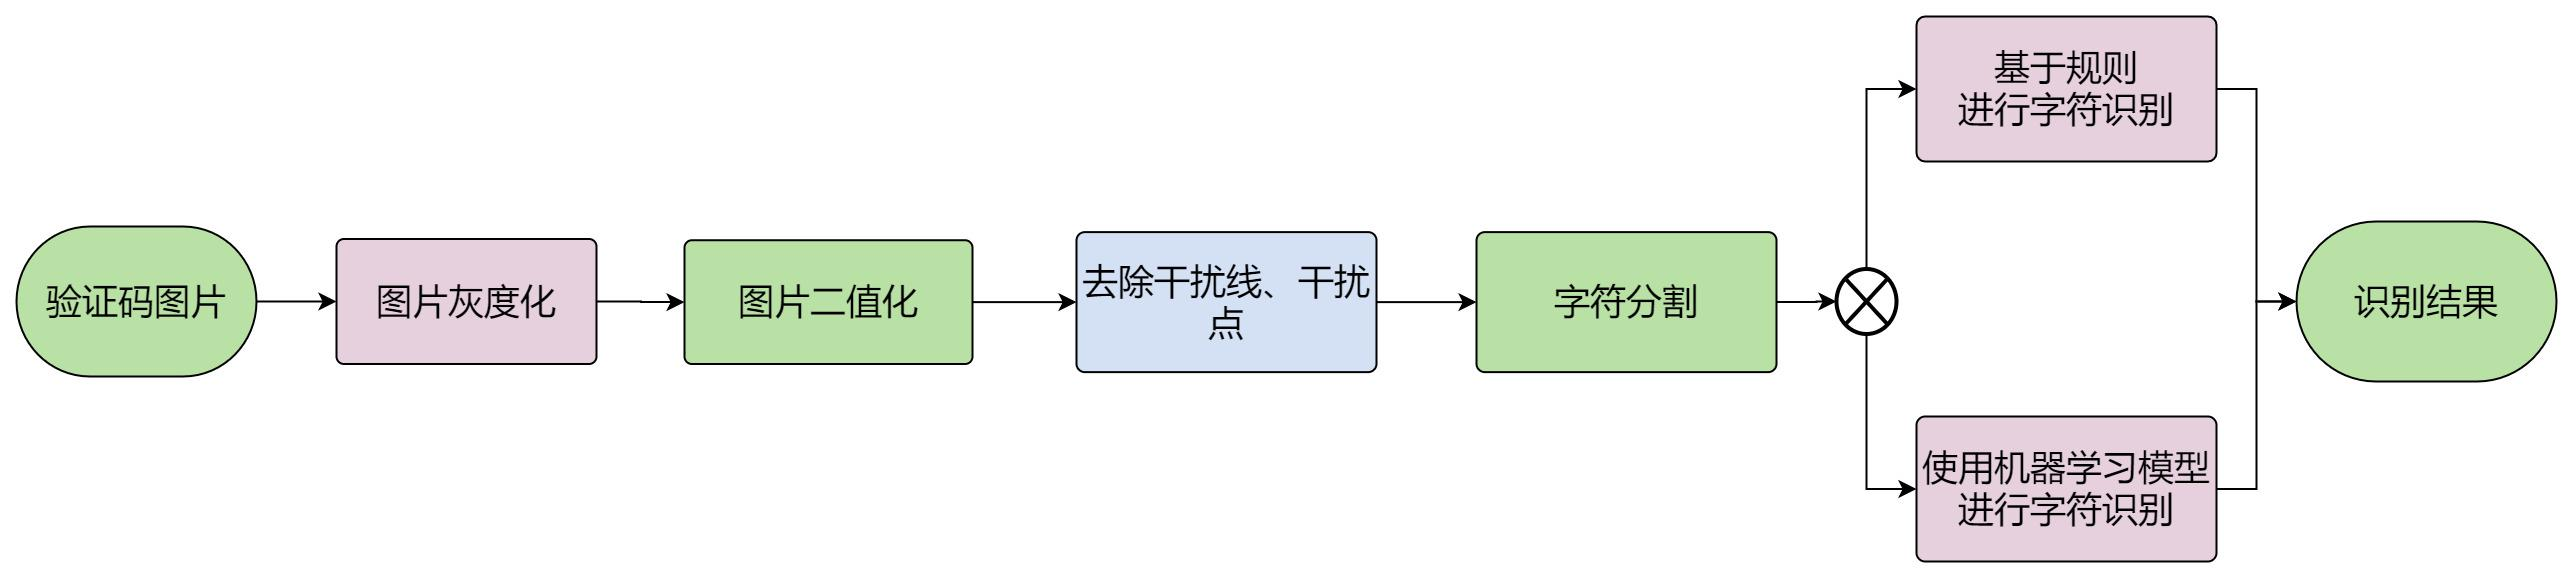 验证码图片
图片灰度化
图片二值化
去除干扰线、干扰
点
字符分割
基于规则
进行字符识别
使用机器学习模型
进行字符识别
识别结果